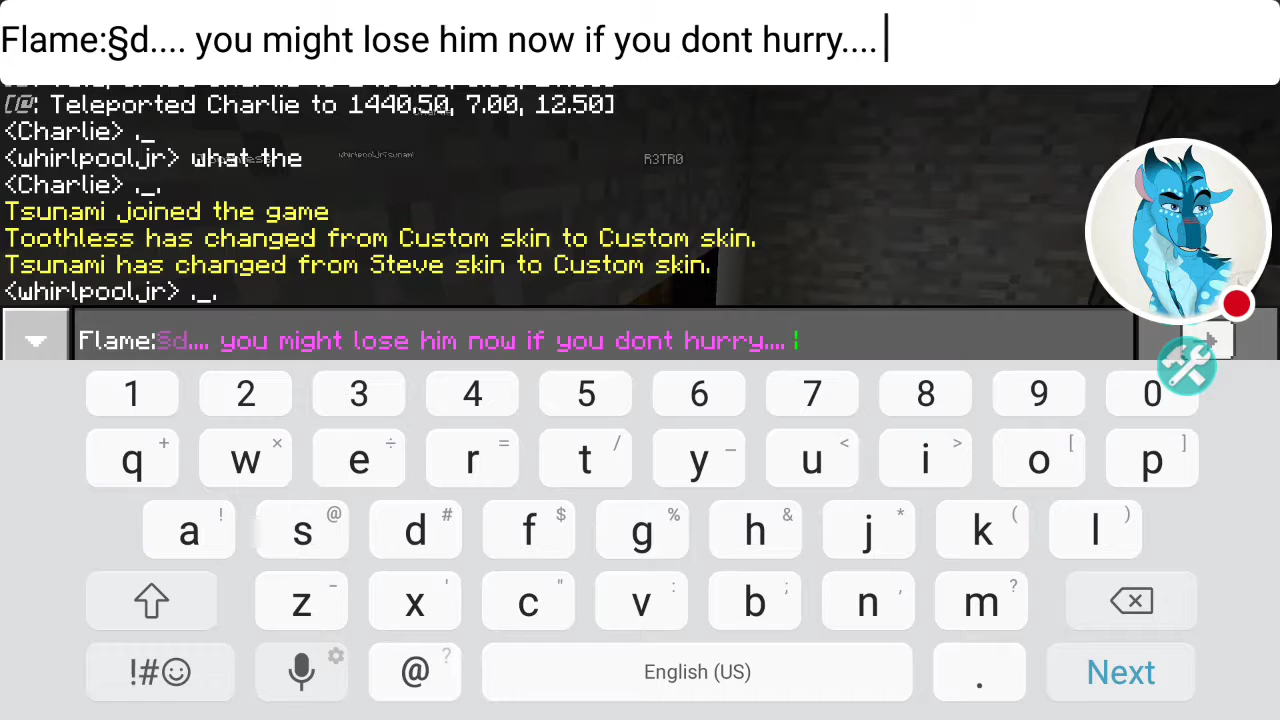 Flame:§d.... you might lose him now if you dont hurry....
[@: Teleported Charlie to 1440.50, 7.00, 12.50]
<Charlie> ._
<whirlpool,jr> what the
R3TR0
<Charlie> ._.
Tsunami joined the game
Toothless has changed from Custom skin to Custom skin.
Tsunami has changed from Steve skin to Custom skin.
<whirlpool,jr> ._.
Flame:§d.... you might lose him now if you dont hurry....
1 2 3 4 5 6 7 8 9 0
q + w × e ÷ r = t / y _ u < i > o [ p ]
a ! s @ d # f $ g % h & j * k ( l )
z - x ' c " v : b ; n , m ?
!#☺ @ ? English (US) . Next